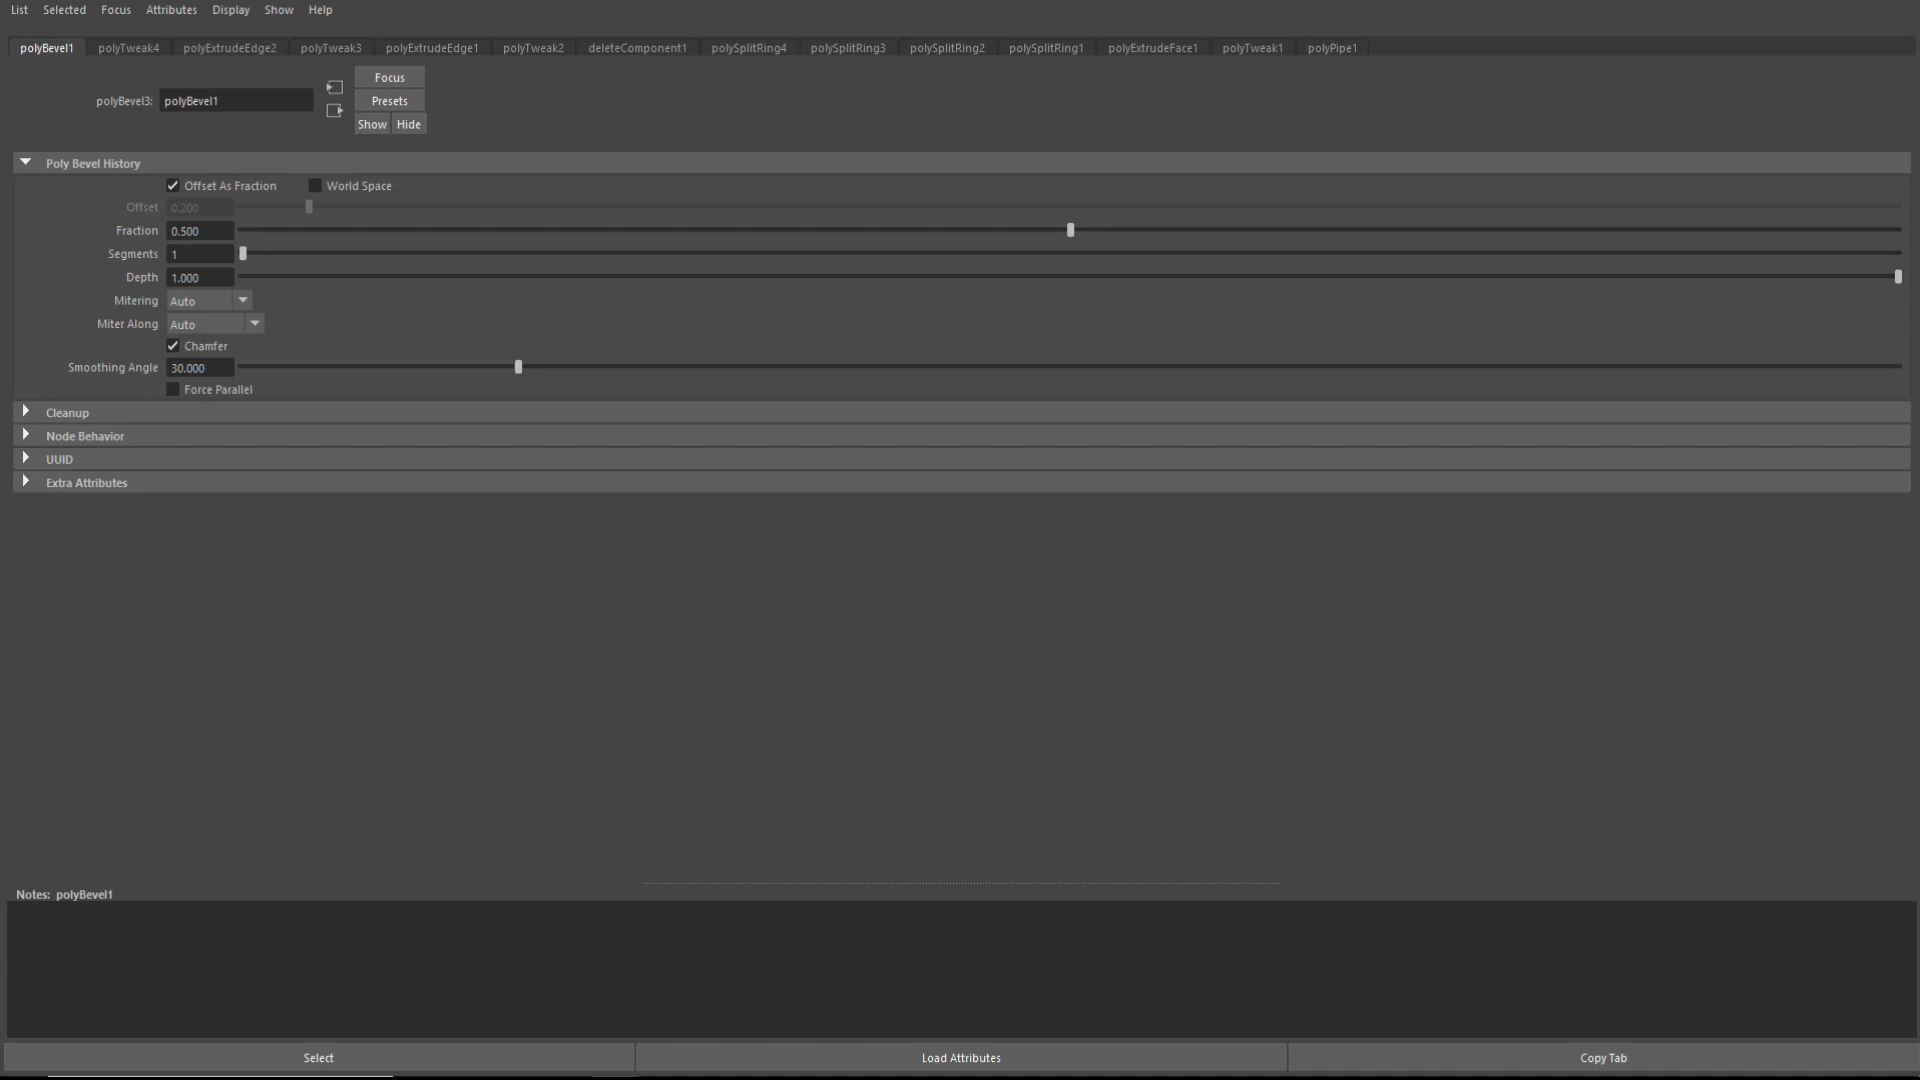 List Selected Focus Attributes Display Show Help
polyBevel1 polyTweak4 polyExtrudeEdge2 polyTweak3 polyExtrudeEdge1 polyTweak2 deleteComponent1 polySplitRing4 polySplitRing3 polySplitRing2 polySplitRing1 polyExtrudeFace1 polyTweak1 polyPipe1
Focus
polyBevel3: polyBevel1 Presets
Show Hide
Poly Bevel History
Offset As Fraction World Space
Offset 0.200
Fraction 0.500
Segments 1
Depth 1.000
Mitering Auto
Miter Along Auto
Chamfer
Smoothing Angle 30.000
Force Parallel
Cleanup
Node Behavior
UUID
Extra Attributes
Notes: polyBevel1
Select Load Attributes Copy Tab